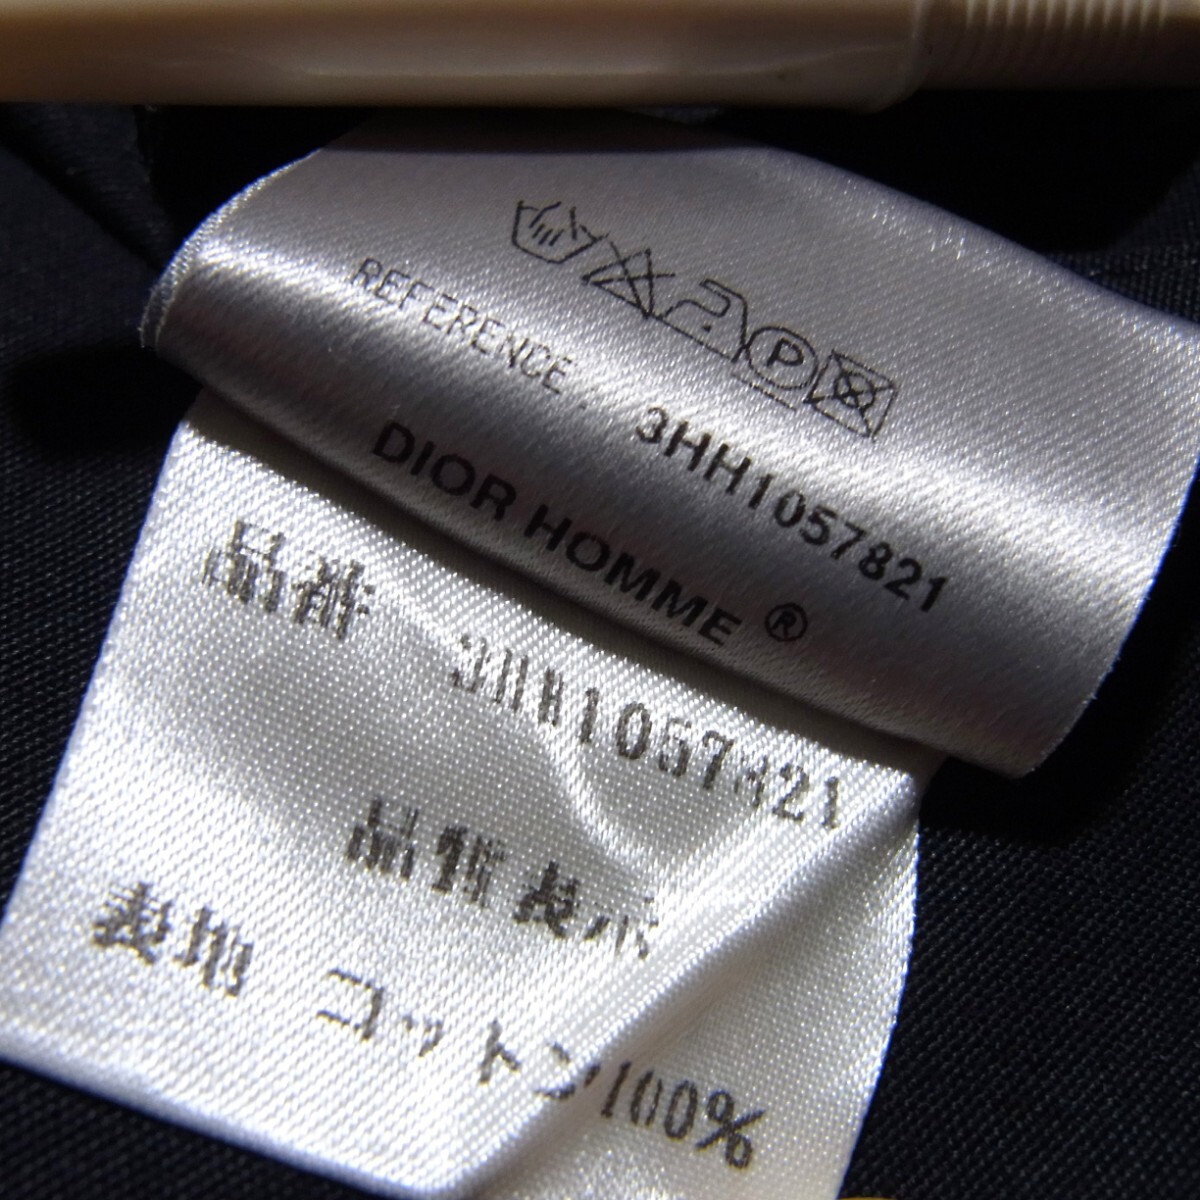 P
REFERENCE : 3HH1057821
DIOR HOMME ®
品番 3HH1057821
品質表示
表地 コットン100%